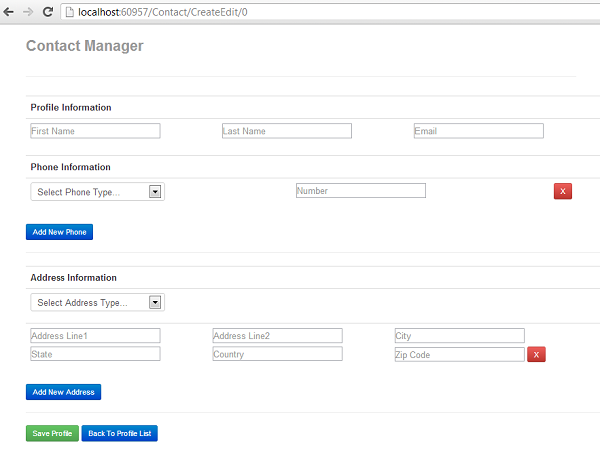 localhost:60957/Contact/CreateEdit/0
Contact Manager
Profile Information
First Name Last Name Email
Phone Information
Select Phone Type... Number X
Add New Phone
Address Information
Select Address Type...
Address Line1 Address Line2 City
State Country Zip Code X
Add New Address
Save Profile Back To Profile List